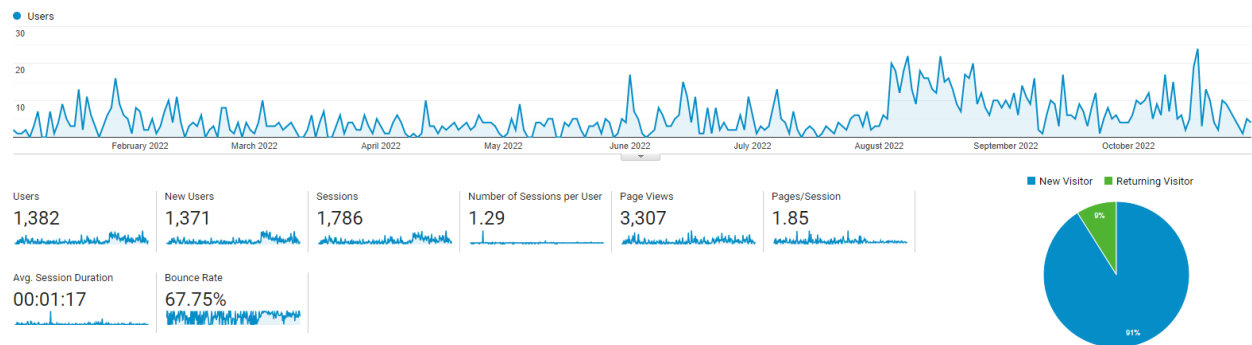 Users
30
20
10
February 2022 March 2022 April 2022 May 2022 June 2022 July 2022 August 2022 September 2022 October 2022
New Visitor Returning Visitor
Users New Users Sessions Number of Sessions per User Page Views Pages/Session
1,382 1,371 1,786 1.29 3,307 1.85
9%
Avg. Session Duration Bounce Rate
00:01:17 67.75%
91%